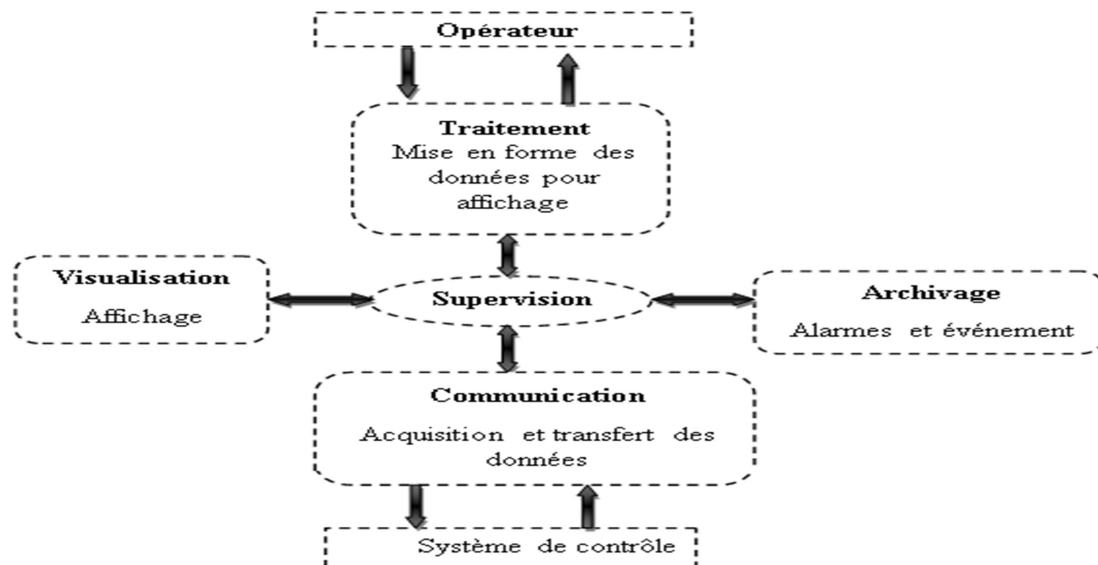 Opérateur
Traitement
Mise en forme des
données pour
affichage
Visualisation
Affichage
Supervision
Archivage
Alarmes et événement
Communication
Acquisition et transfert des
données
Système de contrôle